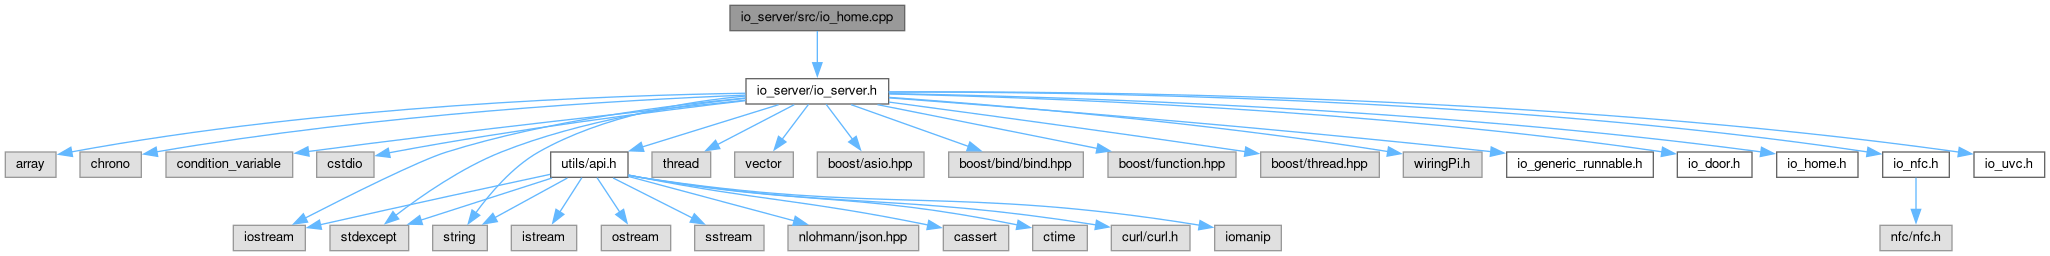 io_server/src/io_home.cpp
io_server/io_server.h
array
chrono
condition_variable
cstdio
utils/api.h
thread
vector
boost/asio.hpp
boost/bind/bind.hpp
boost/function.hpp
boost/thread.hpp
wiringPi.h
io_generic_runnable.h
io_door.h
io_home.h
io_nfc.h
io_uvc.h
iostream
stdexcept
string
istream
ostream
sstream
nlohmann/json.hpp
cassert
ctime
curl/curl.h
iomanip
nfc/nfc.h